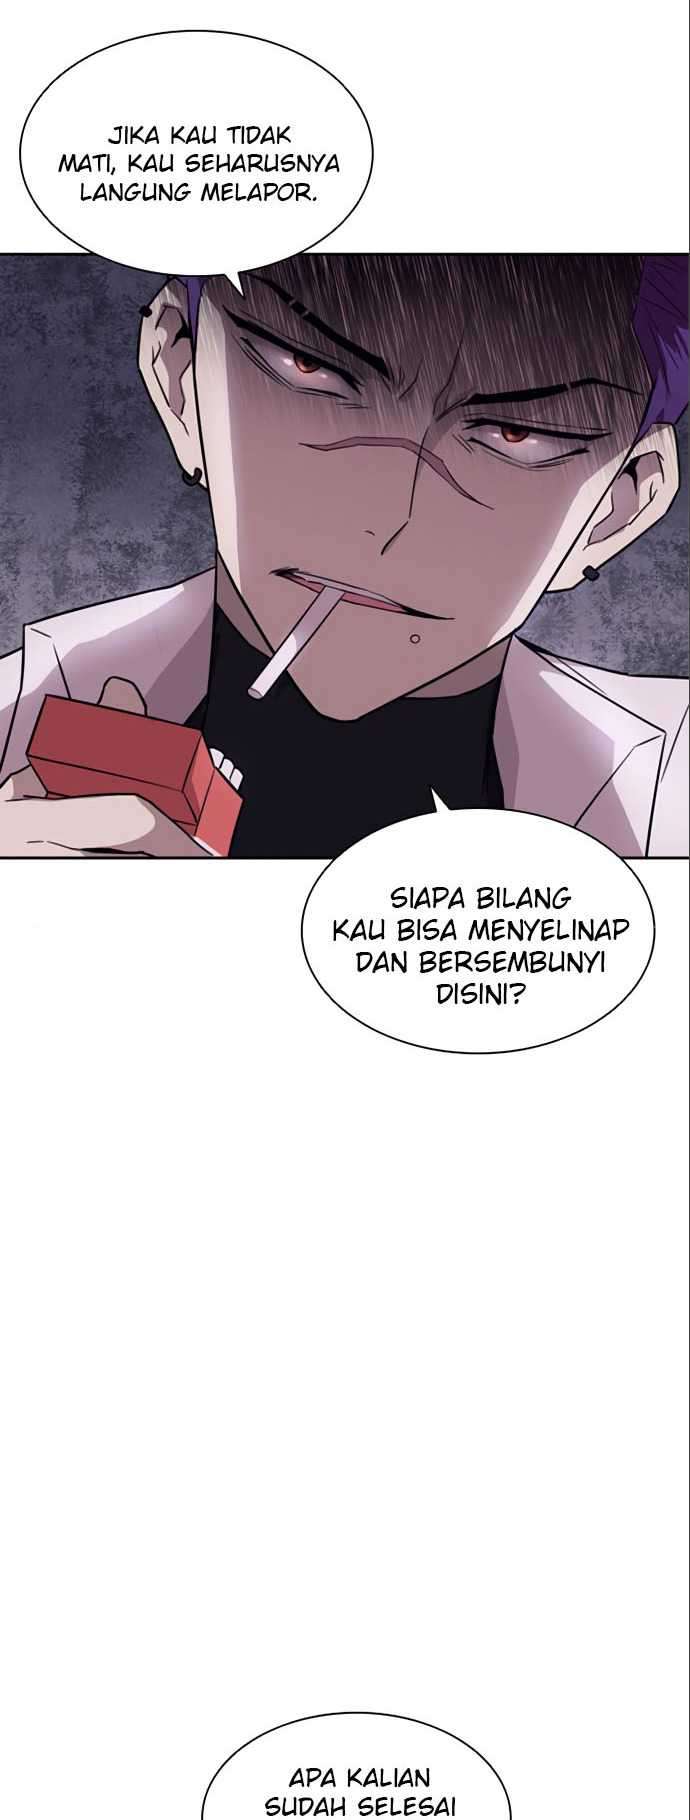 JIKA KAU TIDAK
MATI, KAU SEHARUSNYA
LANGUNG MELAPOR.
SIAPA BILANG
KAU BISA MENYELINAP
DAN BERSEMBUNYI
DISINI?
APA KALIAN
SUDAH SELESAI